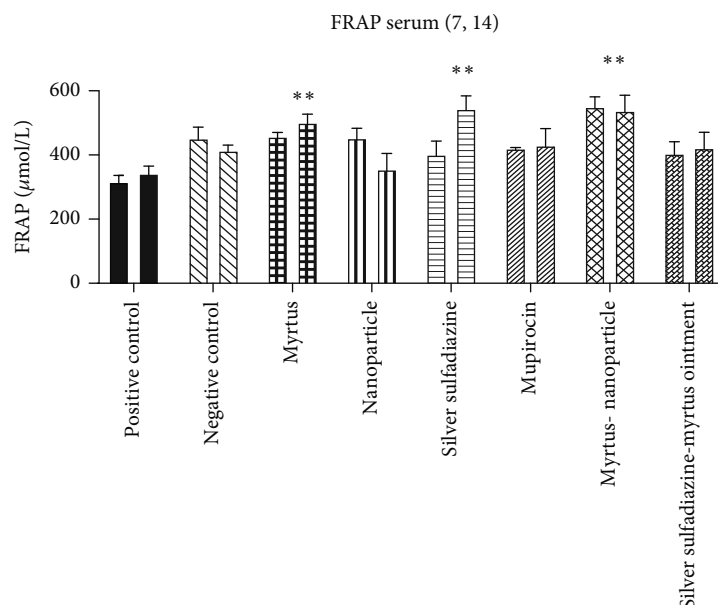 FRAP serum (7, 14)
FRAP (µmol/L)
600
400
200
0
**
**
**
Positive control
Negative control
Myrtus
Nanoparticle
Silver sulfadiazine
Mupirocin
Myrtus- nanoparticle
Silver sulfadiazine-myrtus ointment